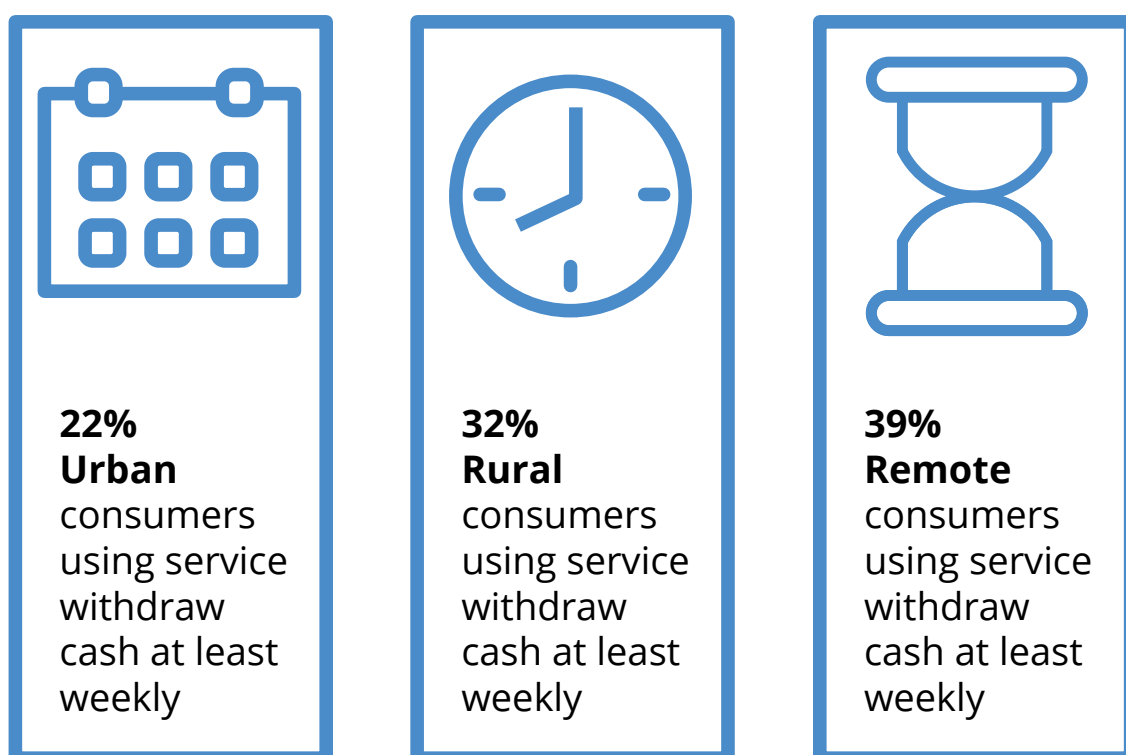 22%
Urban
consumers
using service
withdraw
cash at least
weekly
32%
Rural
consumers
using service
withdraw
cash at least
weekly
39%
Remote
consumers
using service
withdraw
cash at least
weekly